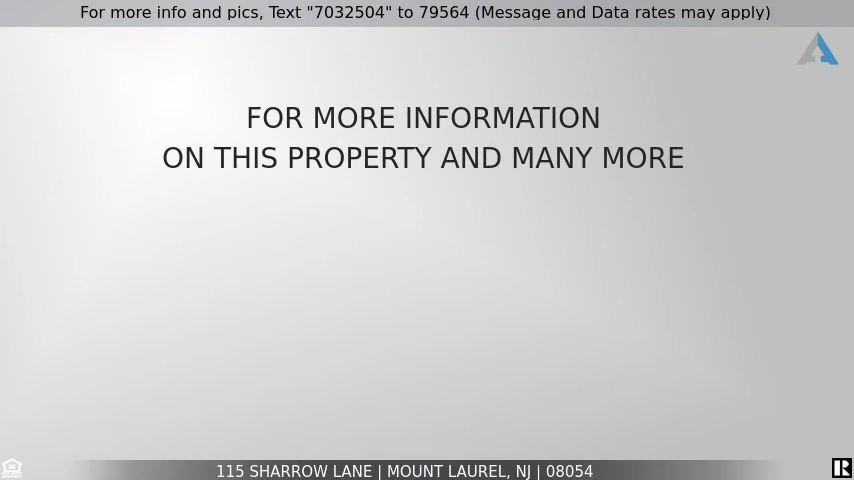 For more info and pics, Text "7032504" to 79564 (Message and Data rates may apply)
FOR MORE INFORMATION
ON THIS PROPERTY AND MANY MORE
115 SHARROW LANE | MOUNT LAUREL, NJ | 08054